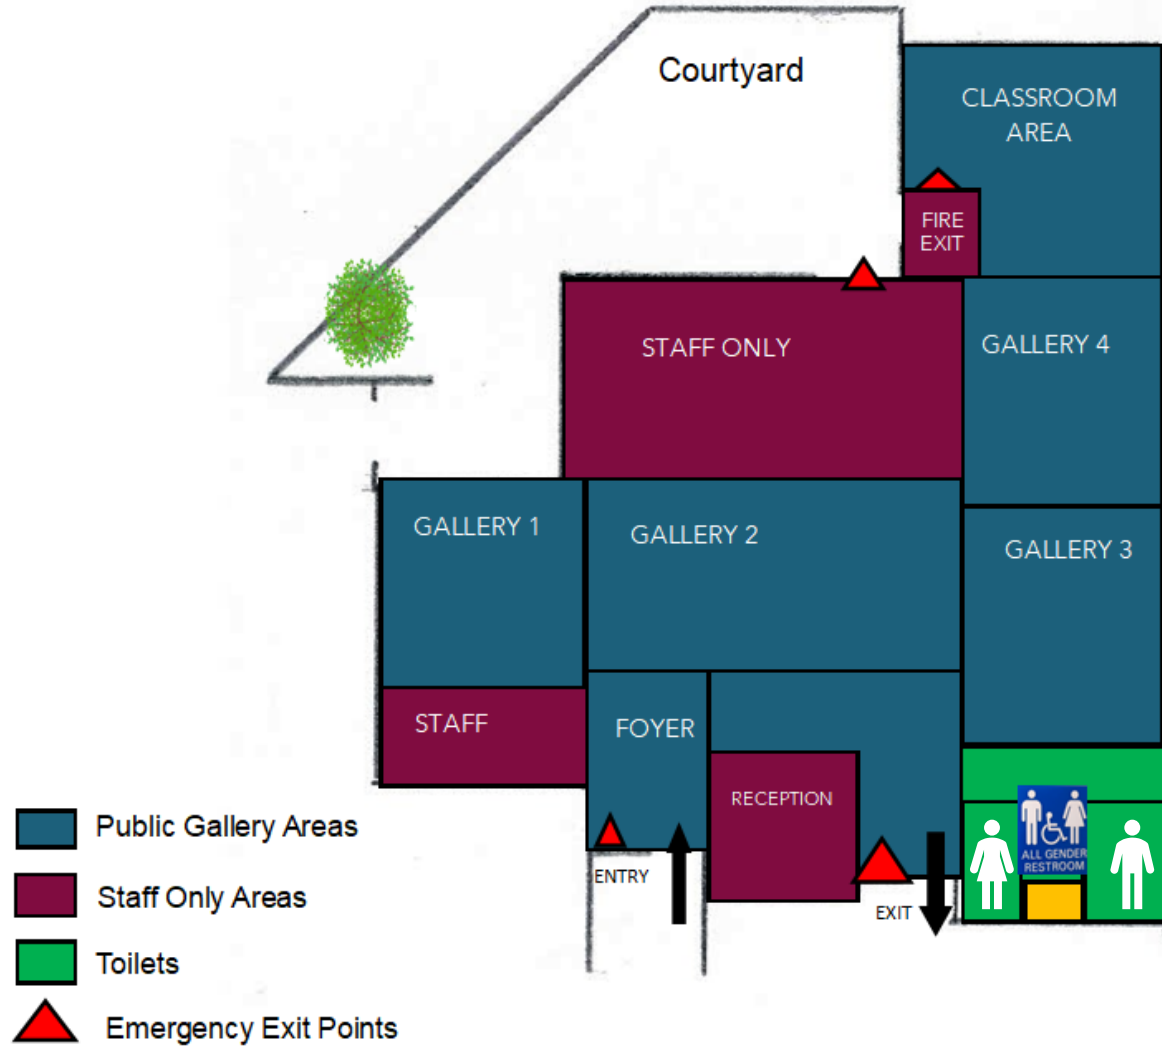 Courtyard
CLASSROOM
AREA
FIRE
EXIT
STAFF ONLY
GALLERY 4
GALLERY 1
GALLERY 2
GALLERY 3
STAFF
FOYER
RECEPTION
ALL GENDER
RESTROOM
ENTRY
EXIT
Public Gallery Areas
Staff Only Areas
Toilets
Emergency Exit Points